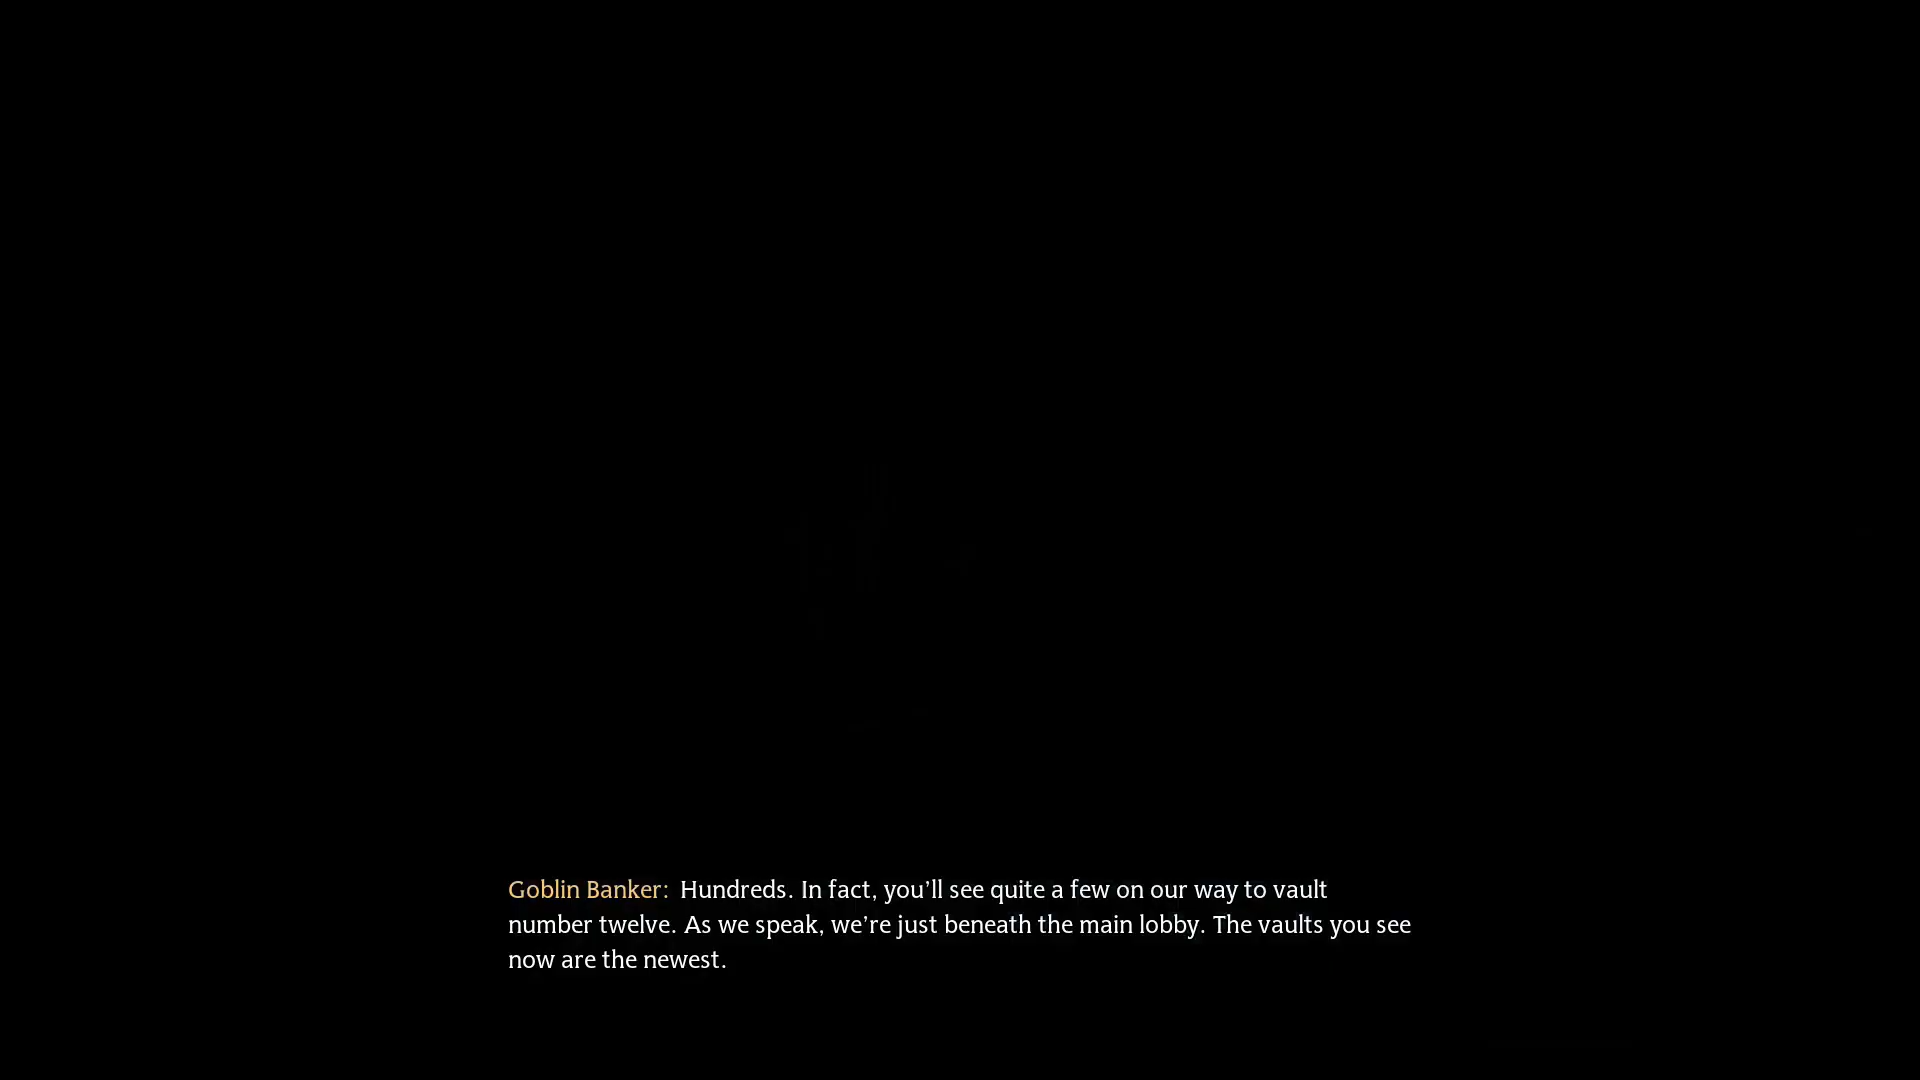 Goblin Banker: Hundreds. In fact, you’ll see quite a few on our way to vault
number twelve. As we speak, we’re just beneath the main lobby. The vaults you see
now are the newest.